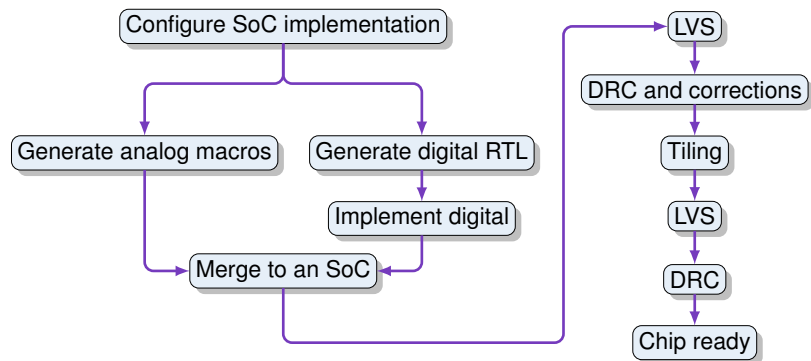 Configure SoC implementation
Generate analog macros
Generate digital RTL
Implement digital
Merge to an SoC
LVS
DRC and corrections
Tiling
LVS
DRC
Chip ready